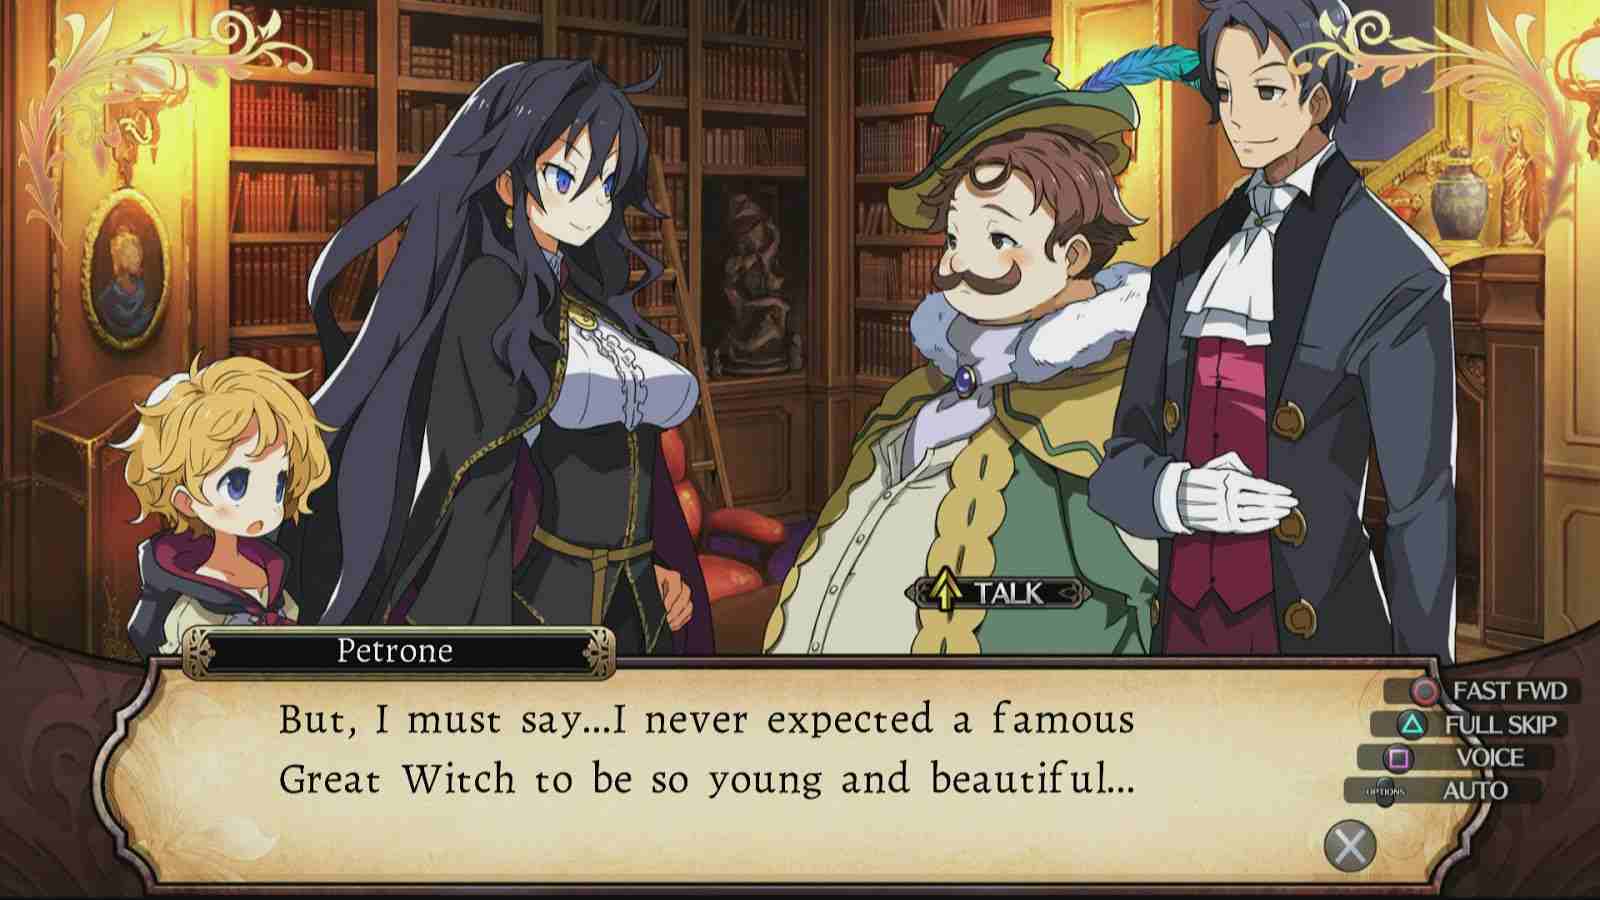 TALK
Petrone
But, I must say...I never expected a famous
Great Witch to be so young and beautiful...
FAST FWD
FULL SKIP
VOICE
OPTIONS AUTO